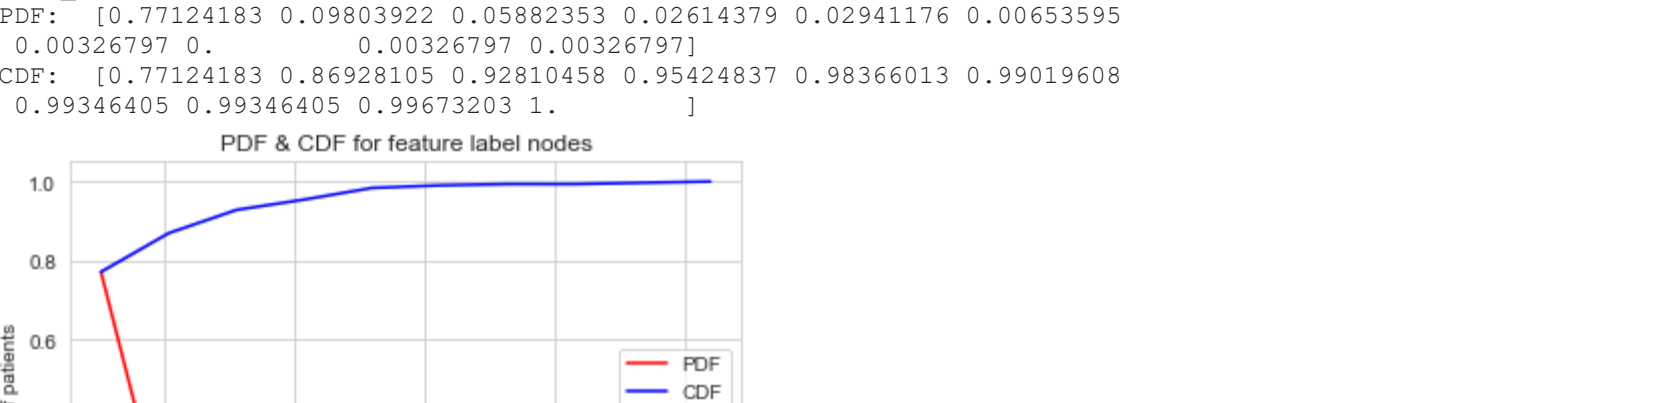 PDF: [0.77124183 0.09803922 0.05882353 0.02614379 0.02941176 0.00653595
0.00326797 0. 0.00326797 0.00326797]
CDF: [0.77124183 0.86928105 0.92810458 0.95424837 0.98366013 0.99019608
0.99346405 0.99346405 0.99673203 1. ]
PDF & CDF for feature label nodes
1.0
0.8
0.6
patients
PDF
CDF